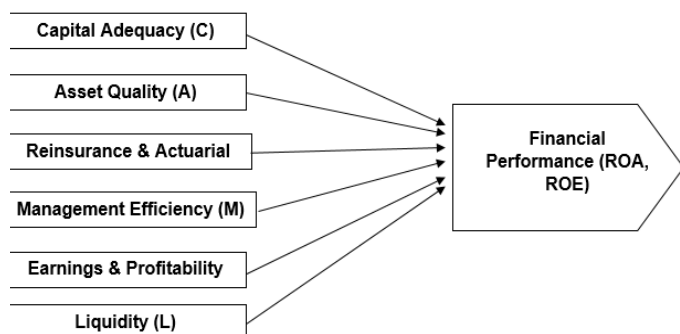 Capital Adequacy (C)
Asset Quality (A)
Reinsurance & Actuarial
Management Efficiency (M)
Earnings & Profitability
Liquidity (L)
Financial
Performance (ROA,
ROE)